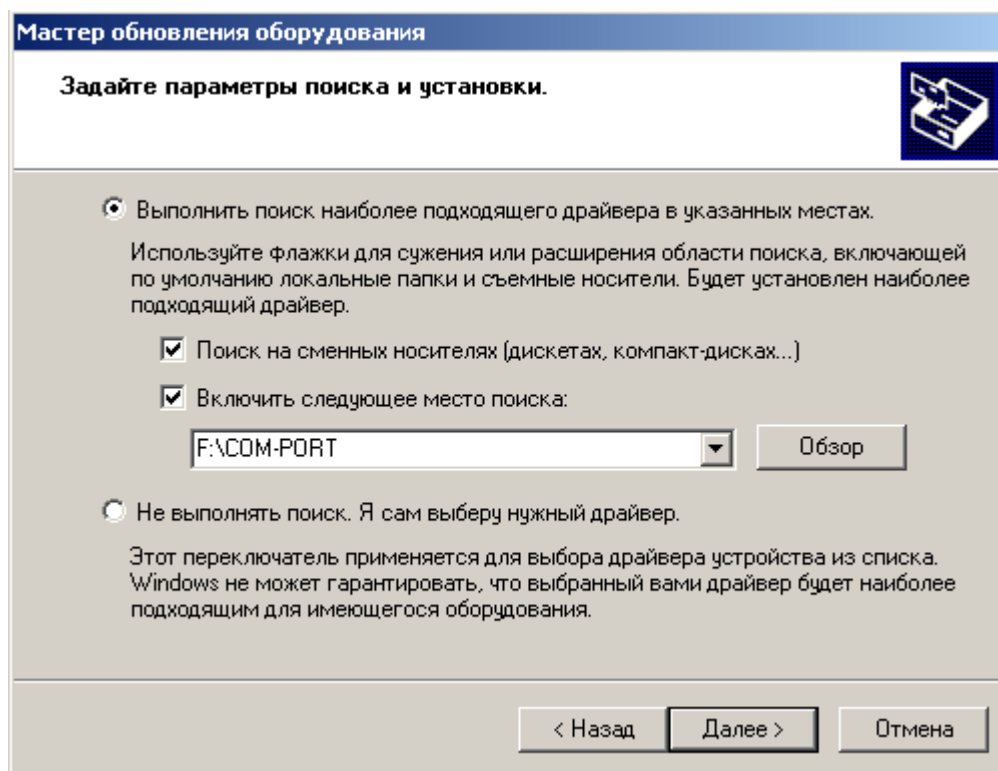 Мастер обновления оборудования
Задайте параметры поиска и установки.
Выполнить поиск наиболее подходящего драйвера в указанных местах.
Используйте флажки для сужения или расширения области поиска, включающей
по умолчанию локальные папки и съемные носители. Будет установлен наиболее
подходящий драйвер.
Поиск на сменных носителях (дискетах, компакт-дисках...)
Включить следующее место поиска:
F:\COM-PORT
Обзор
Не выполнять поиск. Я сам выберу нужный драйвер.
Этот переключатель применяется для выбора драйвера устройства из списка.
Windows не может гарантировать, что выбранный вами драйвер будет наиболее
подходящим для имеющегося оборудования.
< Назад
Далее >
Отмена